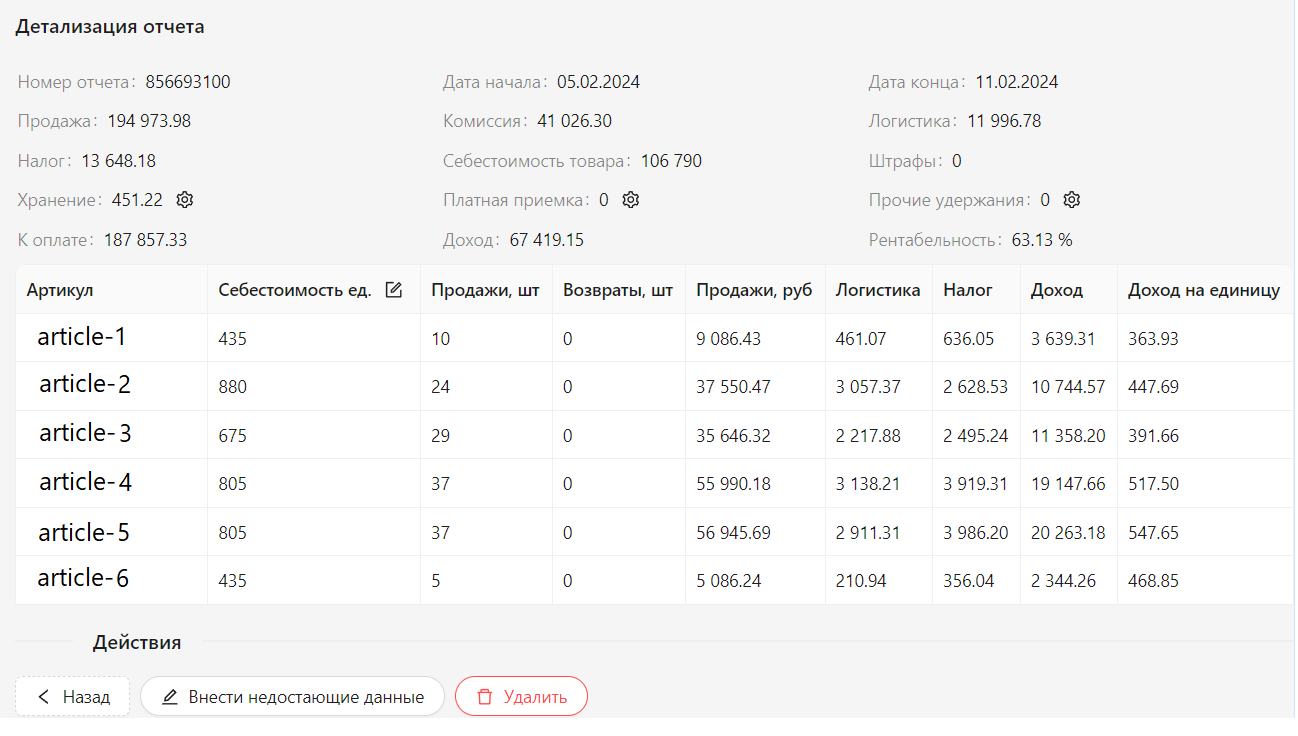 Детализация отчета
Номер отчета: 856693100 Дата начала: 05.02.2024 Дата конца: 11.02.2024
Продажа: 194 973.98 Комиссия: 41 026.30 Логистика: 11 996.78
Налог: 13 648.18 Себестоимость товара: 106 790 Штрафы: 0
Хранение: 451.22 Платная приемка: 0 Прочие удержания: 0
К оплате: 187 857.33 Доход: 67 419.15 Рентабельность: 63.13 %
Артикул Себестоимость ед. Продажи, шт Возвраты, шт Продажи, руб Логистика Налог Доход Доход на единицу
article-1 435 10 0 9 086.43 461.07 636.05 3 639.31 363.93
article-2 880 24 0 37 550.47 3 057.37 2 628.53 10 744.57 447.69
article-3 675 29 0 35 646.32 2 217.88 2 495.24 11 358.20 391.66
article-4 805 37 0 55 990.18 3 138.21 3 919.31 19 147.66 517.50
article-5 805 37 0 56 945.69 2 911.31 3 986.20 20 263.18 547.65
article-6 435 5 0 5 086.24 210.94 356.04 2 344.26 468.85
Действия
Назад Внести недостающие данные Удалить